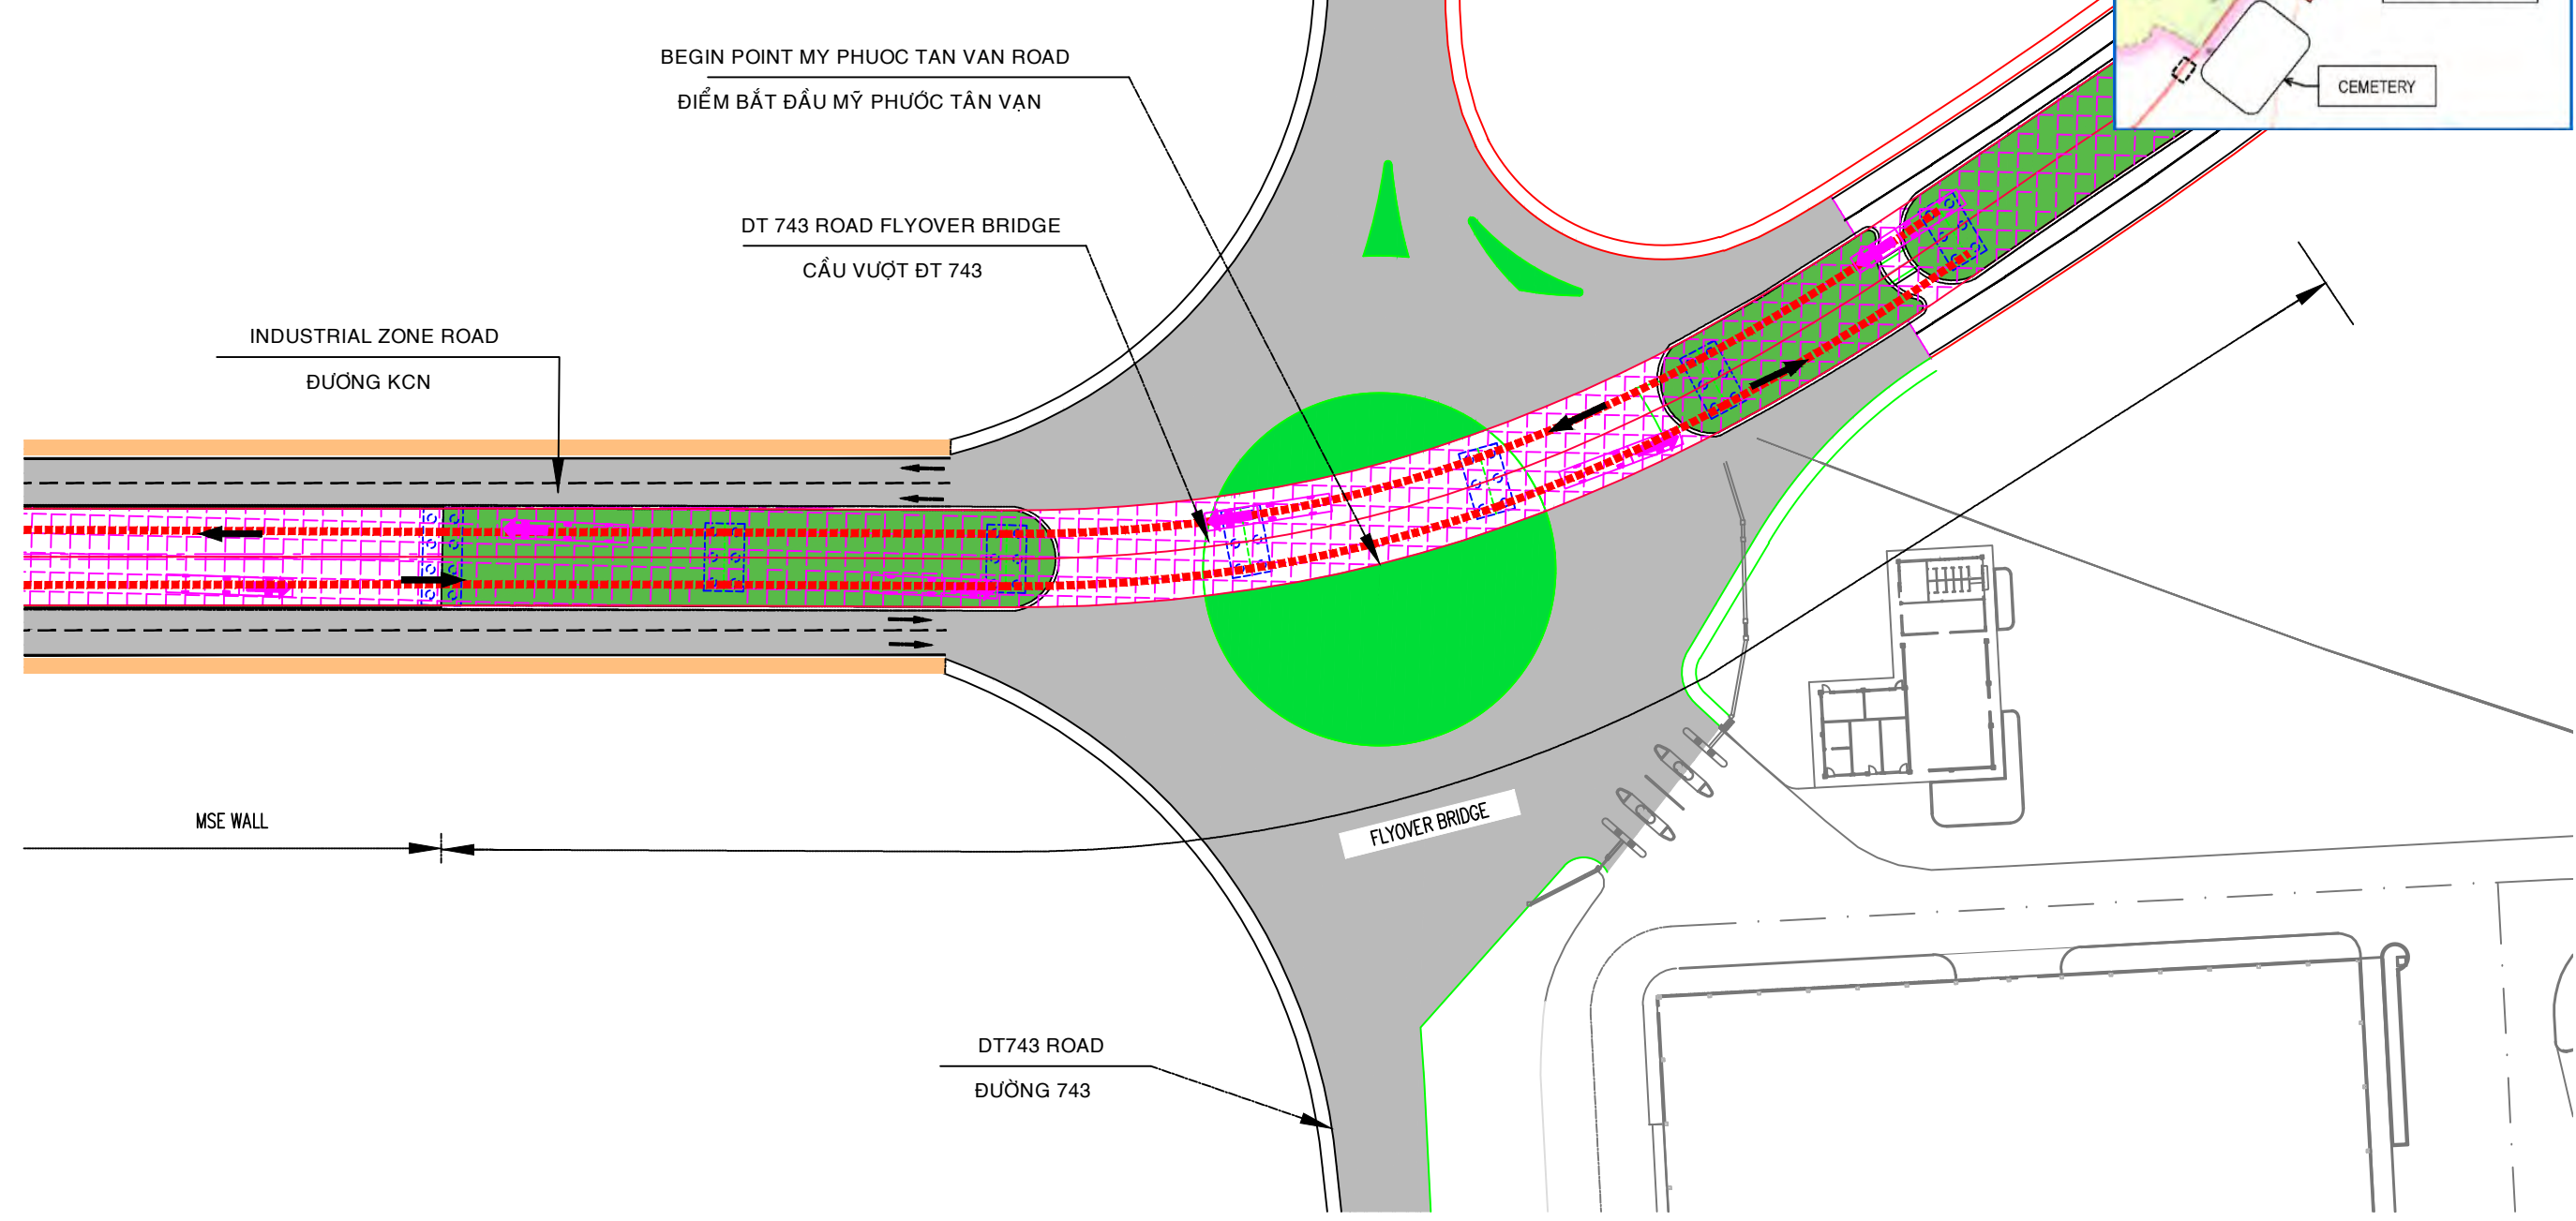 BEGIN POINT MY PHUOC TAN VAN ROAD
ĐIỂM BẮT ĐẦU MỸ PHƯỚC TÂN VẠN
CEMETERY
DT 743 ROAD FLYOVER BRIDGE
CẦU VƯỢT ĐT 743
INDUSTRIAL ZONE ROAD
ĐƯƠNG KCN
MSE WALL
FLYOVER BRIDGE
DT743 ROAD
ĐƯỜNG 743